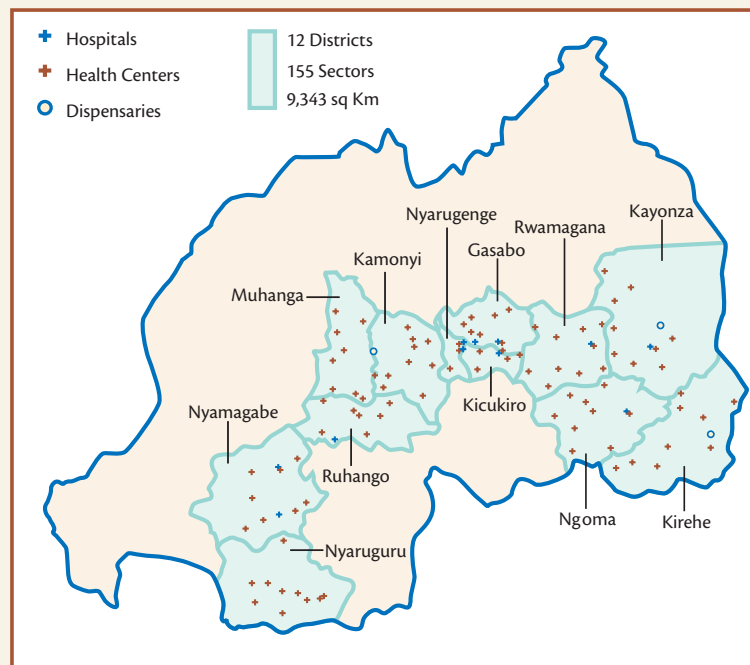 Hospitals
Health Centers
Dispensaries
12 Districts
155 Sectors
9,343 sq Km
Kayonza
Nyarugenge
Rwamagana
Gasabo
Kamonyi
Muhanga
Kicukiro
Nyamagabe
Ruhango
Ngoma
Kirehe
Nyaruguru